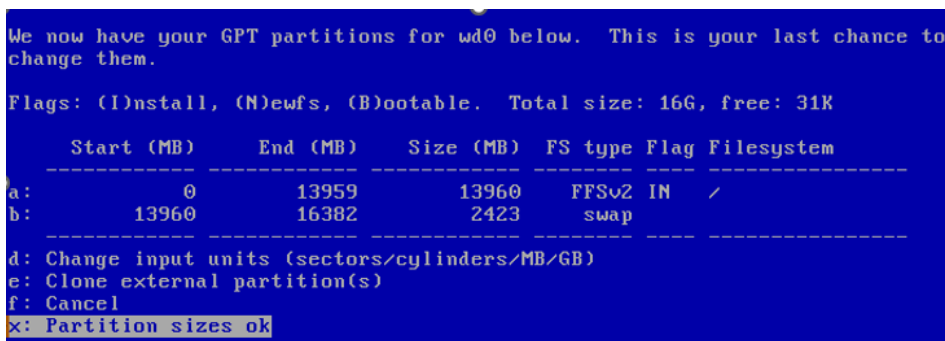 We now have your GPT partitions for wd0 below.  This is your last chance to
change them.
Flags: (I)nstall, (N)ewfs, (B)ootable.  Total size: 16G, free: 31K
Start (MB)   End (MB)   Size (MB)  FS type Flag Filesystem
------------ ------------ ------------ -------- ---- ----------------
a:   0   13959   13960   FFSv2 IN   /
b:   13960   16382   2423   swap
------------ ------------ ------------ -------- ---- ----------------
d: Change input units (sectors/cylinders/MB/GB)
e: Clone external partition(s)
f: Cancel
x: Partition sizes ok